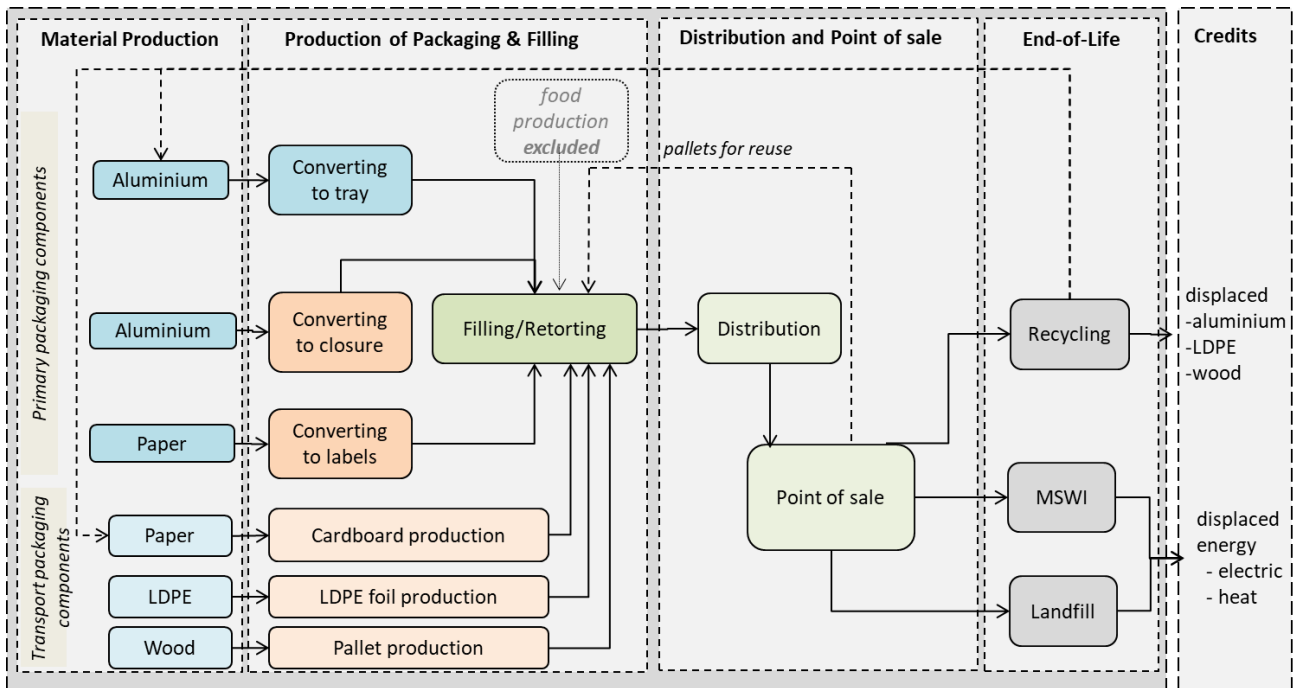 Material Production
Production of Packaging & Filling
Distribution and Point of sale
End-of-Life
Credits
Primary packaging components
Transport packaging
components
food
production
excluded
pallets for reuse
Aluminium
Converting
to tray
Aluminium
Converting
to closure
Filling/Retorting
Distribution
Recycling
displaced
-aluminium
-LDPE
-wood
Paper
Converting
to labels
Point of sale
MSWI
displaced
energy
- electric
- heat
Paper
Cardboard production
LDPE
LDPE foil production
Landfill
Wood
Pallet production